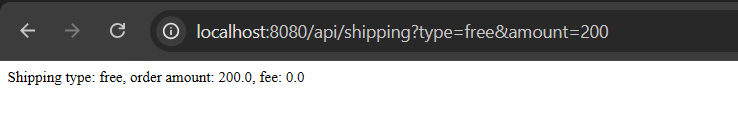 localhost:8080/api/shipping?type=free&amount=200
Shipping type: free, order amount: 200.0, fee: 0.0